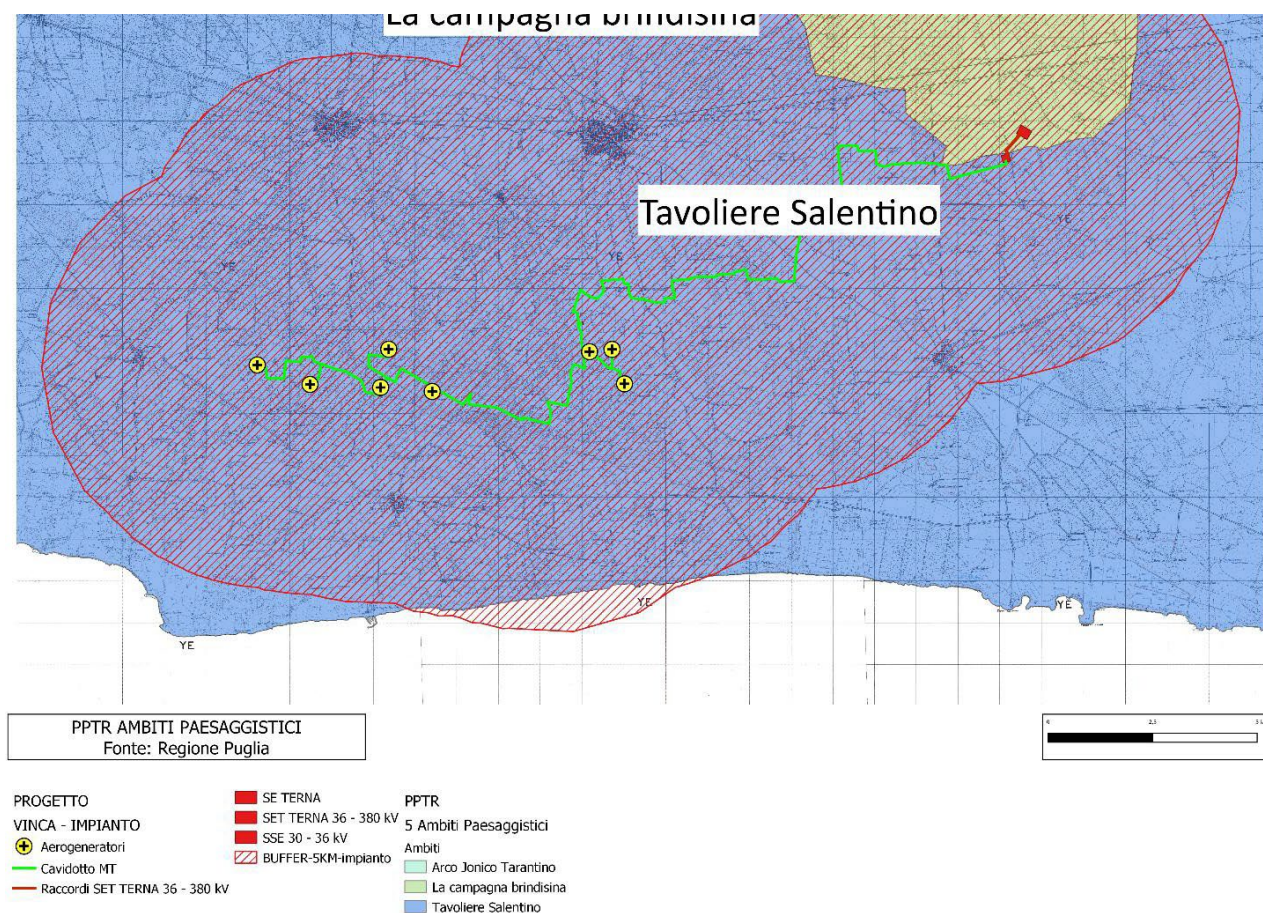 La campagna brindisina
Tavoliere Salentino
YE
YE
YE
YE
YE
YE
YE
PPTR AMBITI PAESAGGISTICI
Fonte: Regione Puglia
0 2,5
PROGETTO
VINCA - IMPIANTO
Aerogeneratori
Cavidotto MT
Raccordi SET TERNA 36 - 380 kV
SE TERNA
SET TERNA 36 - 380 kV
SSE 30 - 36 kV
BUFFER-5KM-impianto
PPTR
5 Ambiti Paesaggistici
Ambiti
Arco Jonico Tarantino
La campagna brindisina
Tavoliere Salentino